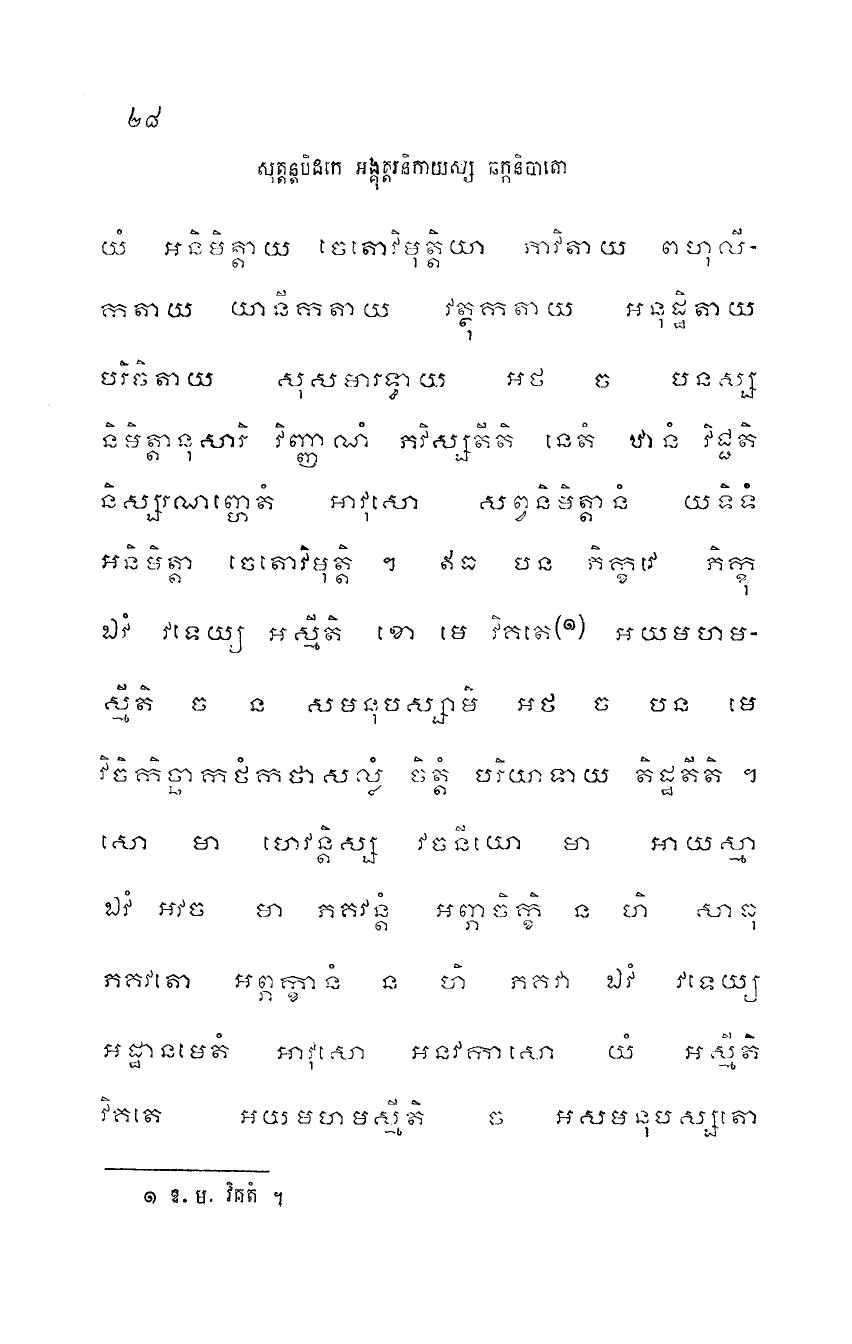 ២៨
សុត្តន្តបិដកេ អង្គុត្តរនិកាយស្ស ឆក្កនិបាតោ
យំ អនិមិត្តាយ ចេតោវិមុត្តិយា ភាវិតាយ ពហុលី-
កតាយ យានីកតាយ វត្ថុកតាយ អនុដ្ឋិតាយ
បរិចិតាយ សុសមារទ្ធាយ អថ ច បនស្ស
និមិត្តានុសារិ វិញ្ញាណំ ភវិស្សតីតិ នេតំ ឋានំ វិជ្ជតិ
និស្សរណញ្ហេតំ អាវុសោ សព្វនិមិត្តានំ យទិទំ
អនិមិត្តា ចេតោវិមុត្តិ ។ ឥធ បន ភិក្ខវេ ភិក្ខុ
ឯវំ វទេយ្យ អស្មីតិ ខោ មេ វិគតេ(១) អយមហម-
ស្មីតិ ច ន សមនុបស្សាមិ អថ ច បន មេ
វិចិកិច្ឆាកថំកថាសល្លំ ចិត្តំ បរិយាទាយ តិដ្ឋតីតិ ។
សោ មា ហេវន្តិស្ស វចនីយោ មា អាយស្មា
ឯវំ អវច មា ភគវន្តំ អព្ភាចិក្ខិ ន ហិ សាធុ
ភគវតោ អព្ភក្ខានំ ន ហិ ភគវា ឯវំ វទេយ្យ
អដ្ឋានមេតំ អាវុសោ អនវកាសោ យំ អស្មីតិ
វិគតេ អយមហមស្មីតិ ច អសមនុបស្សតោ
១ ឧ. ម. វិគតំ ។